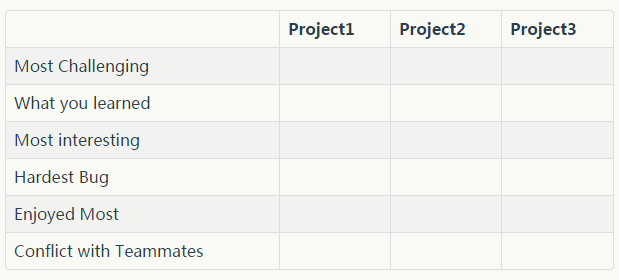 Project1 Project2 Project3
Most Challenging
What you learned
Most interesting
Hardest Bug
Enjoyed Most
Conflict with Teammates